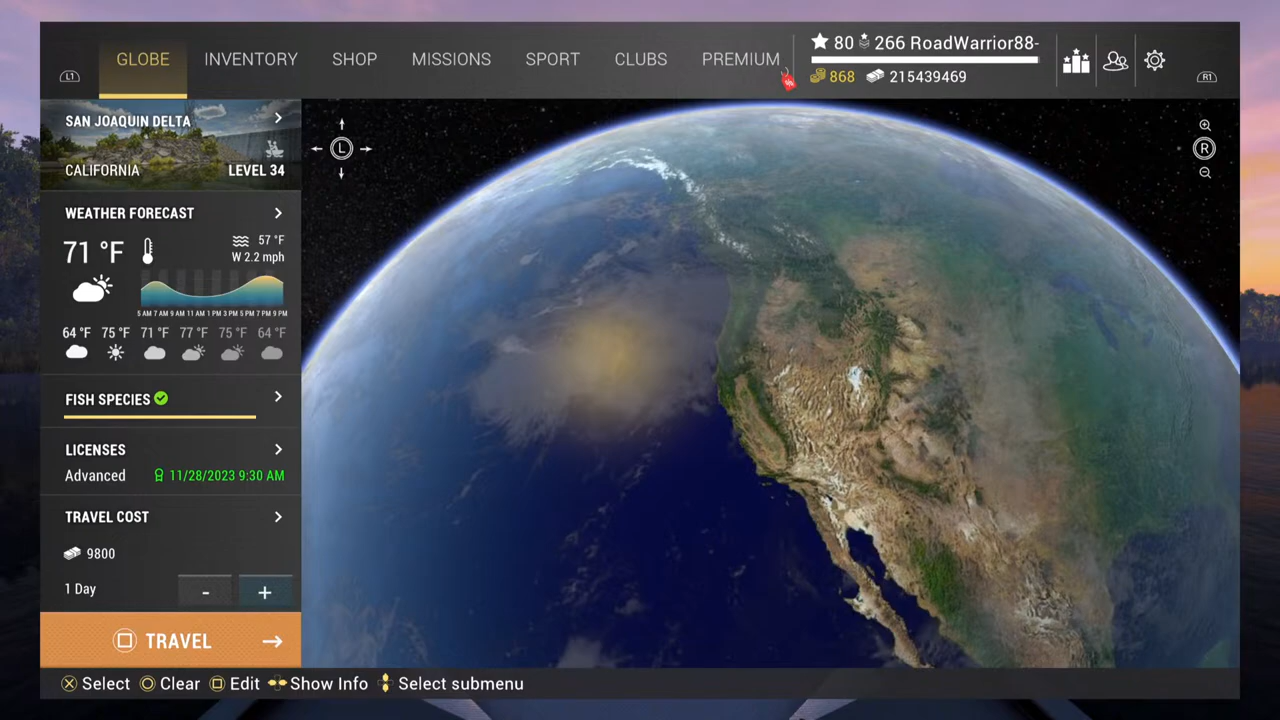 L1
GLOBE INVENTORY SHOP MISSIONS SPORT CLUBS PREMIUM
80 266 RoadWarrior88-
868 215439469
R1
SAN JOAQUIN DELTA
CALIFORNIA LEVEL 34
WEATHER FORECAST
71 °F
57 °F
W 2.2 mph
5 AM 7 AM 9 AM 11 AM 1 PM 3 PM 5 PM 7 PM 9 PM
64 °F 75 °F 71 °F 77 °F 75 °F 64 °F
FISH SPECIES
LICENSES
Advanced 11/28/2023 9:30 AM
TRAVEL COST
9800
1 Day - +
TRAVEL
L
R
Select Clear Edit Show Info Select submenu